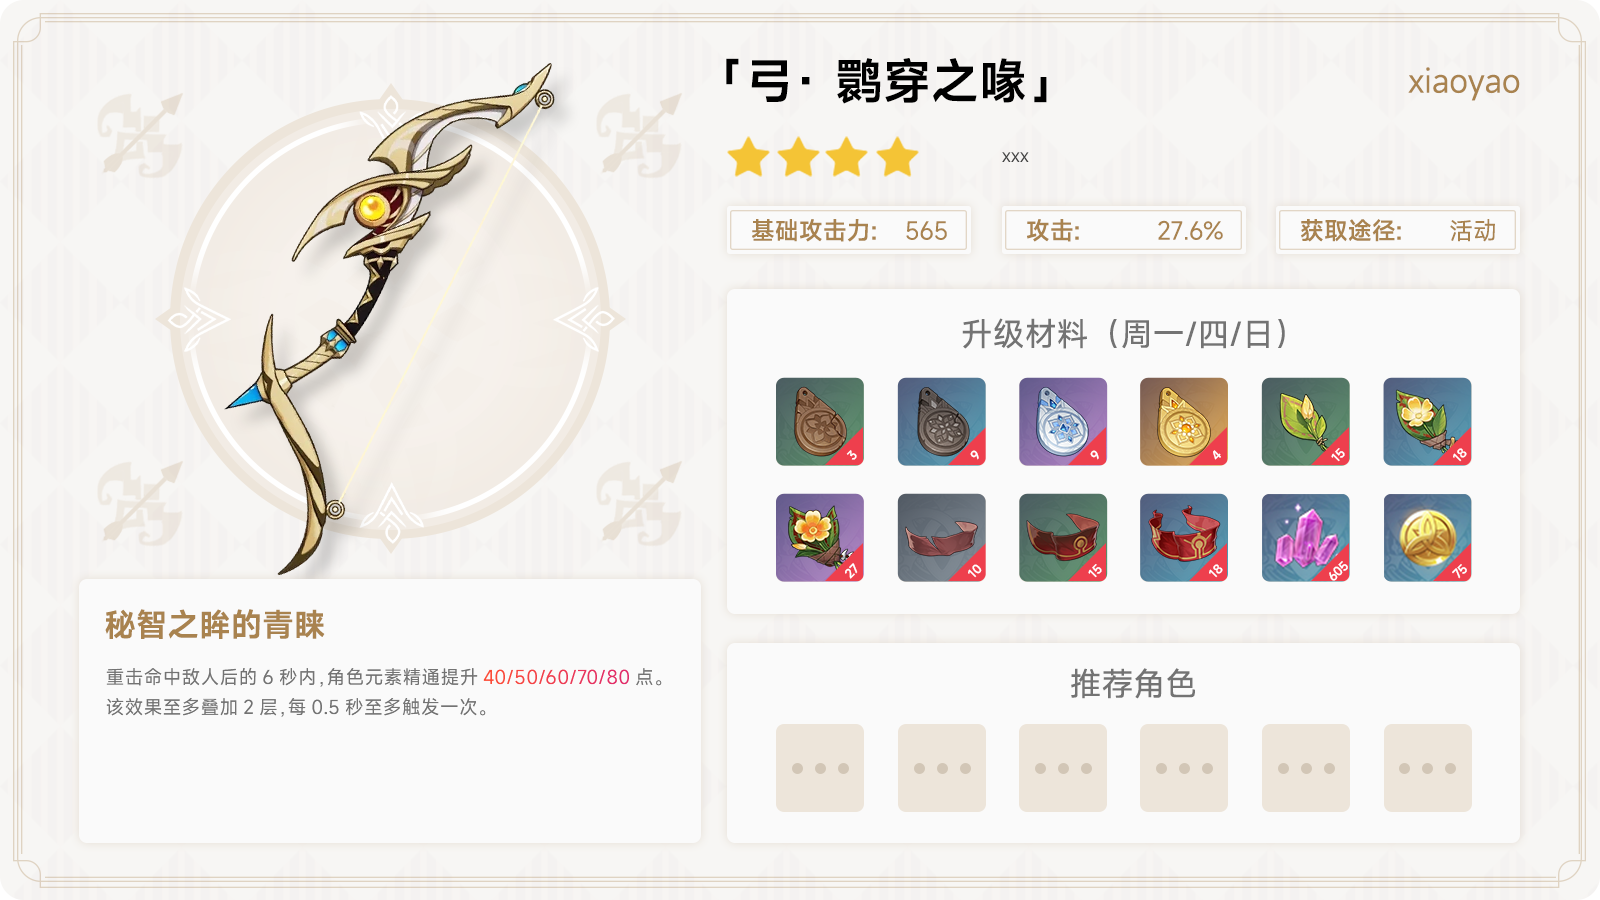 「弓· 鹮穿之喙」
xiaoyao
xxx
基础攻击力: 565
攻击: 27.6%
获取途径: 活动
升级材料（周一/四/日）
3 9 9 4 15 18
27 10 15 18 605 75
秘智之眸的青睐
重击命中敌人后的 6 秒内,角色元素精通提升 40/50/60/70/80 点。
该效果至多叠加 2 层,每 0.5 秒至多触发一次。
推荐角色